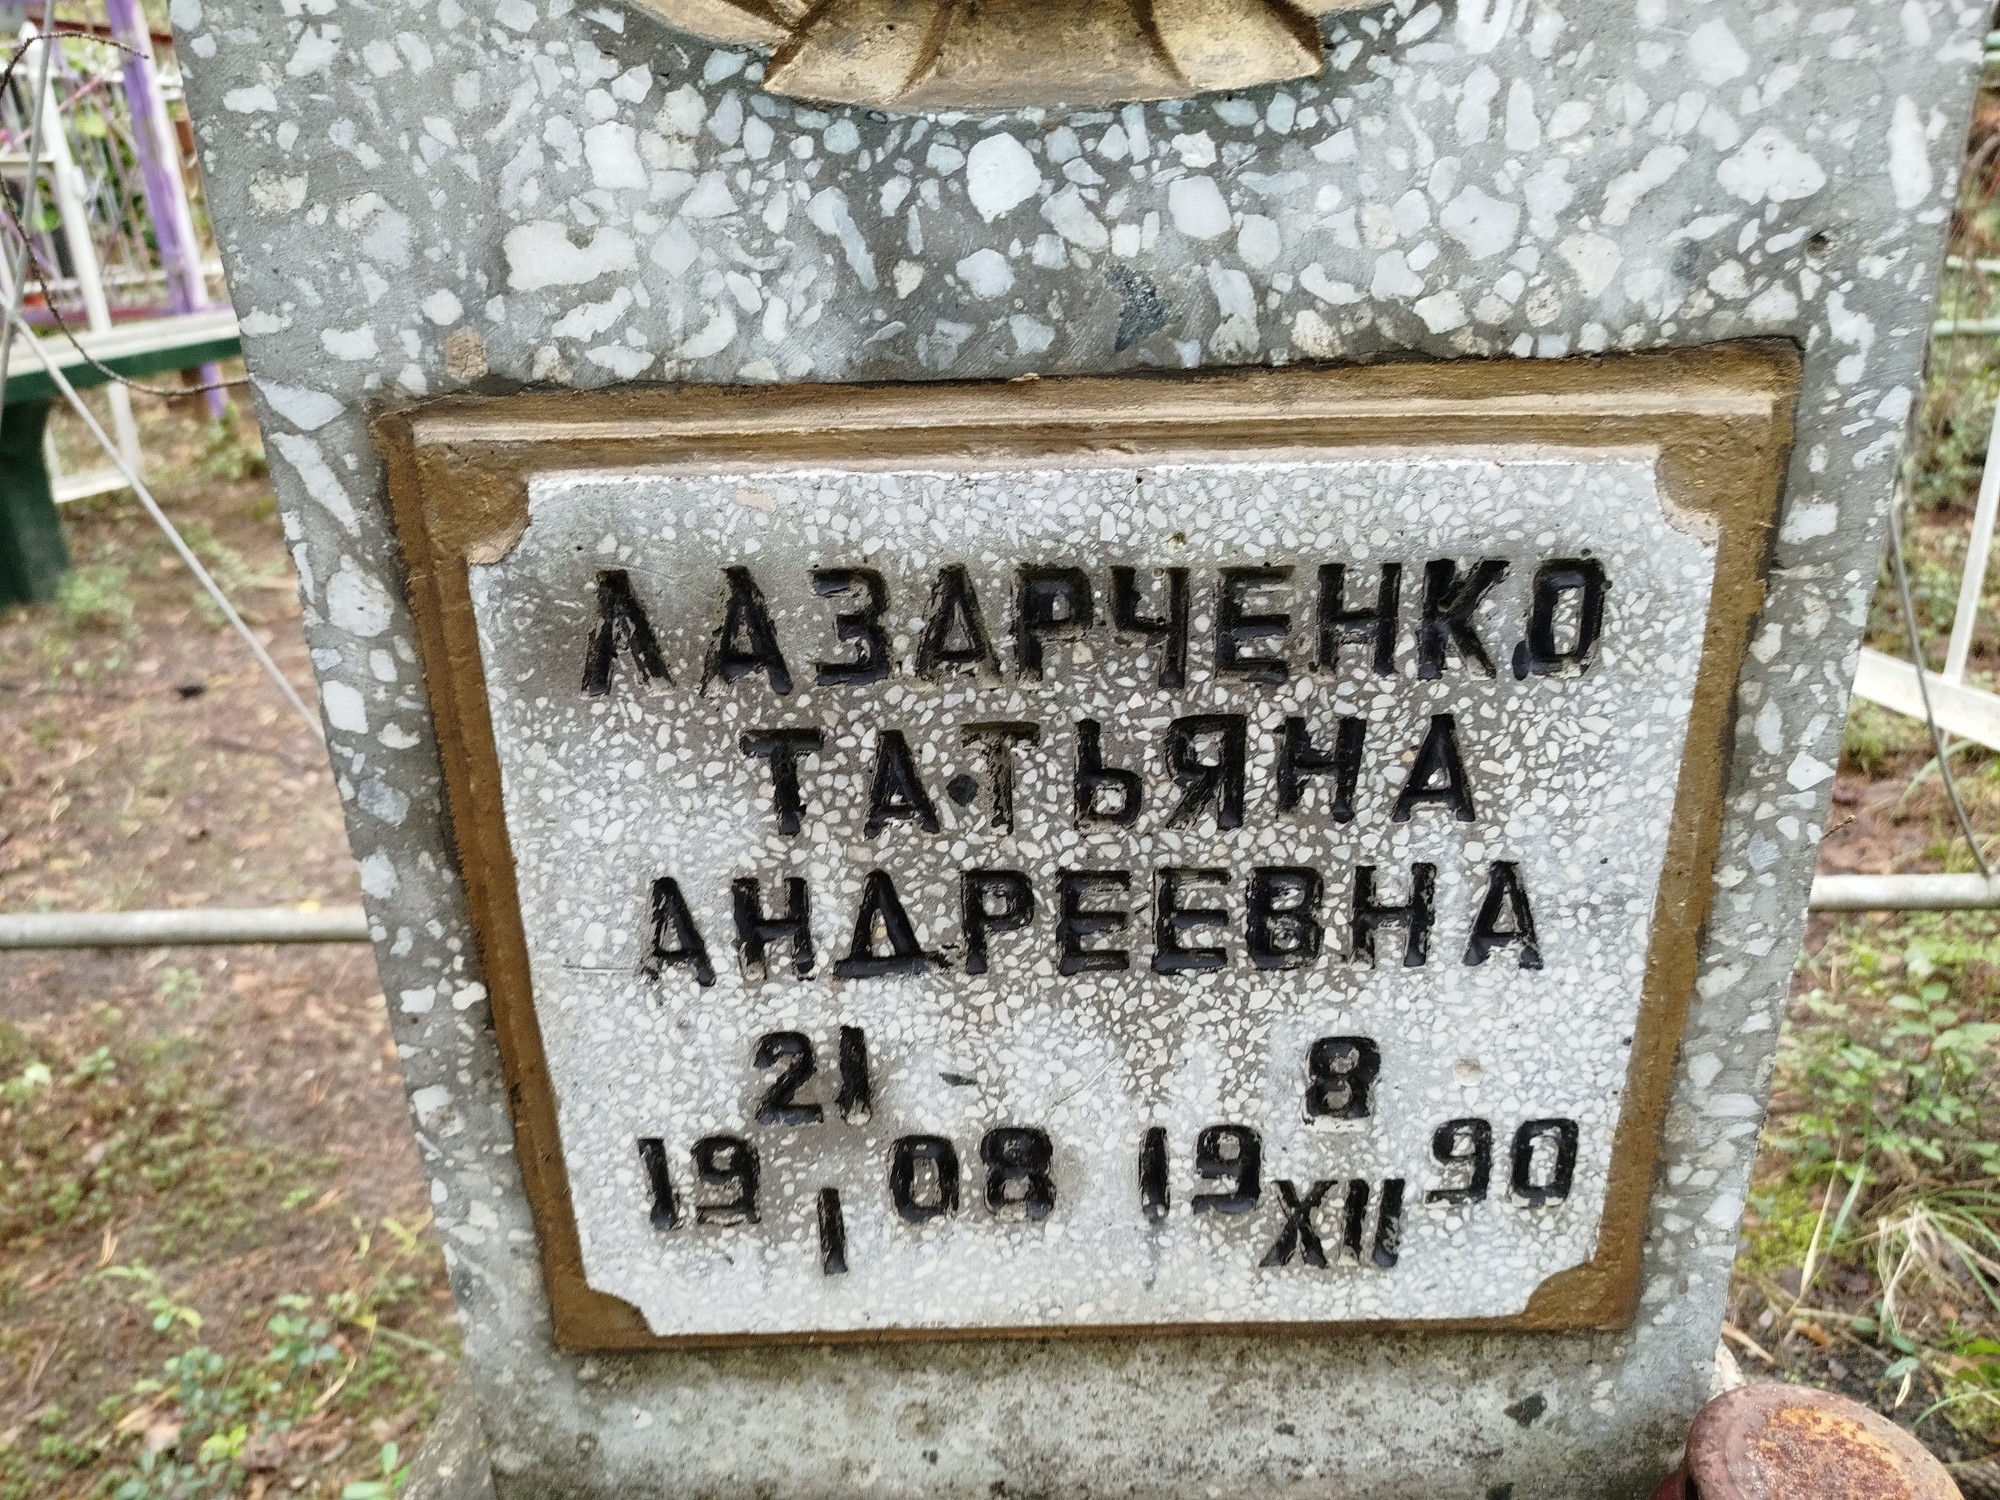 ЛАЗАРЧЕНКО
ТАТЬЯНА
АНДРЕЕВНА
21 8
19 08 19 90
I XII